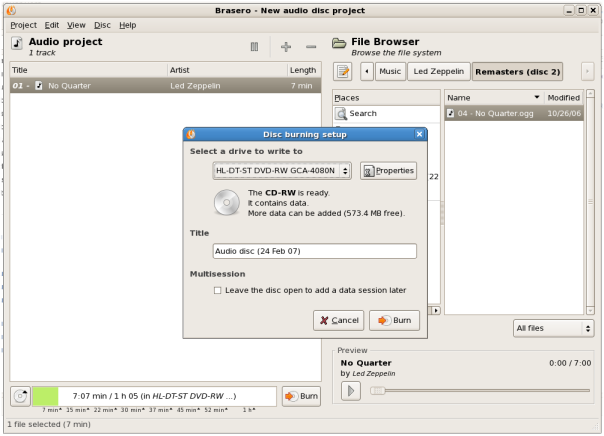 Brasero - New audio disc project
Project Edit View Disc Help
Audio project
1 track
File Browser
Browse the file system
Music Led Zeppelin Remasters (disc 2)
Title Artist Length
01 - No Quarter Led Zeppelin 7 min
Places
Search
Name Modified
04 - No Quarter.ogg 10/26/06
22
Disc burning setup
Select a drive to write to
HL-DT-ST DVD-RW GCA-4080N Properties
The CD-RW is ready.
It contains data.
More data can be added (573.4 MB free).
Title
Audio disc (24 Feb 07)
Multisession
Leave the disc open to add a data session later
Cancel Burn
All files
Preview
No Quarter 0:00 / 7:00
by Led Zeppelin
7:07 min / 1 h 05 (in HL-DT-ST DVD-RW ...) Burn
7 min* 15 min* 22 min* 30 min* 37 min* 45 min* 52 min* 1 h*
1 file selected (7 min)